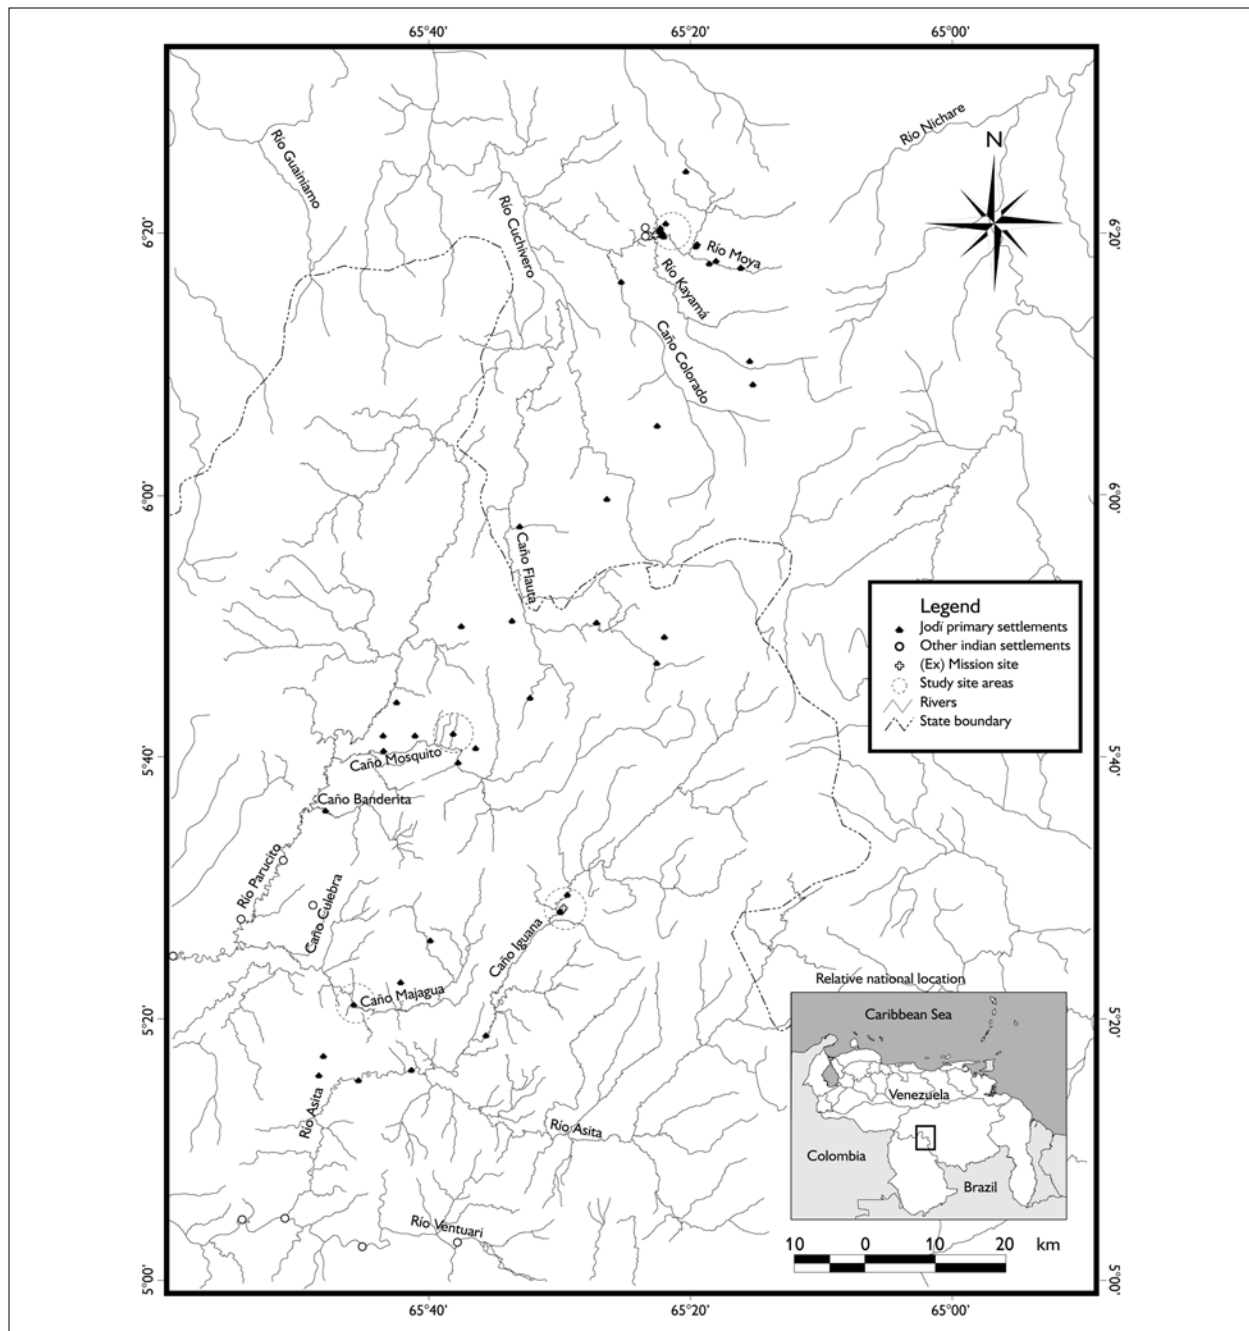 65°40'
65°20'
65°00'
Río Nichare
Río Guainiamo
N
Río Cuchivero
6°20'
6°20'
Río Moya
Río Kayamá
Caño Colorado
6°00'
6°00'
Caño Flauta
Legend
Jodï primary settlements
Other indian settlements
(Ex) Mission site
Study site areas
Rivers
State boundary
5°40'
5°40'
Caño Mosquito
Caño Banderita
Río Parucito
Caño Culebra
Caño Iguana
Caño Majagua
Relative national location
Caribbean Sea
5°20'
5°20'
Venezuela
Río Asita
Río Asita
Colombia
Brazil
Río Ventuari
10 0 10 20 km
5°00'
5°00'
65°40'
65°20'
65°00'